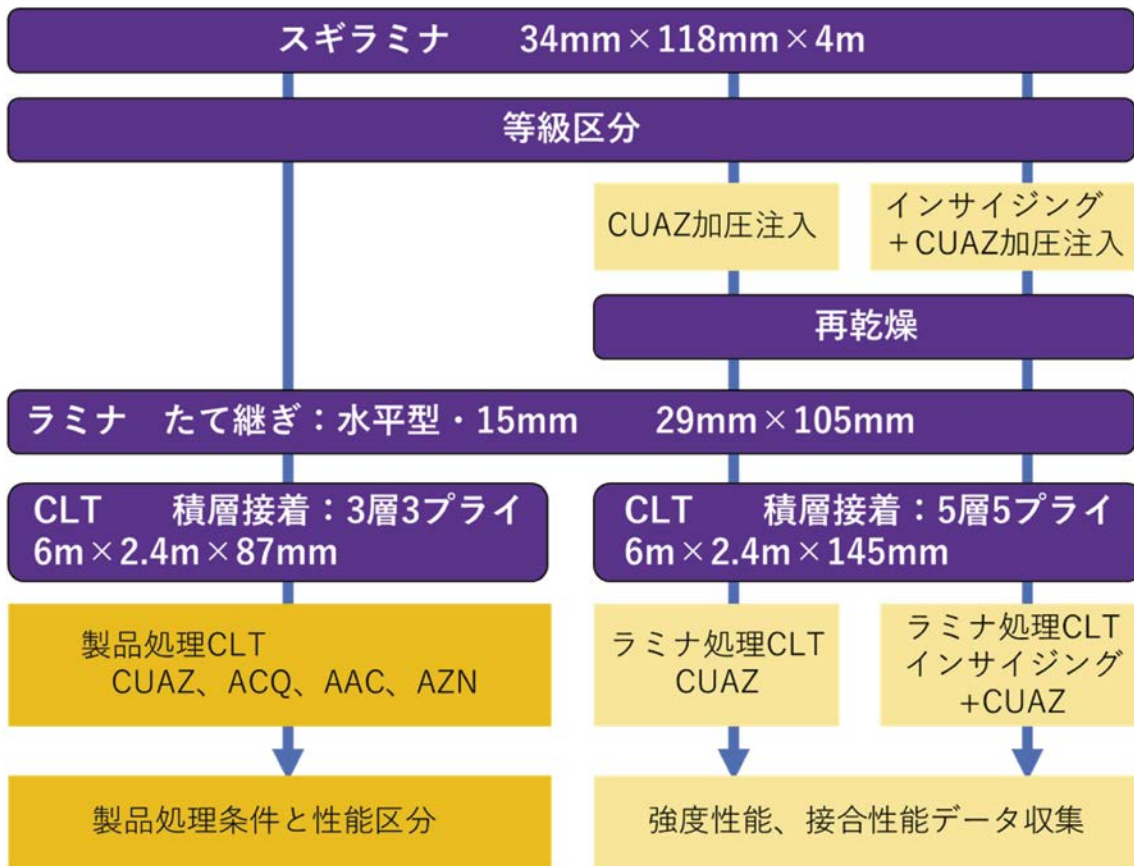 スギラミナ　34mm×118mm×4m
等級区分
CUAZ加圧注入
インサイジング
＋CUAZ加圧注入
再乾燥
ラミナ　たて継ぎ：水平型・15mm　29mm×105mm
CLT　積層接着：3層3プライ
6m×2.4m×87mm
CLT　積層接着：5層5プライ
6m×2.4m×145mm
製品処理CLT
CUAZ、ACQ、AAC、AZN
ラミナ処理CLT
CUAZ
ラミナ処理CLT
インサイジング
+CUAZ
製品処理条件と性能区分
強度性能、接合性能データ収集